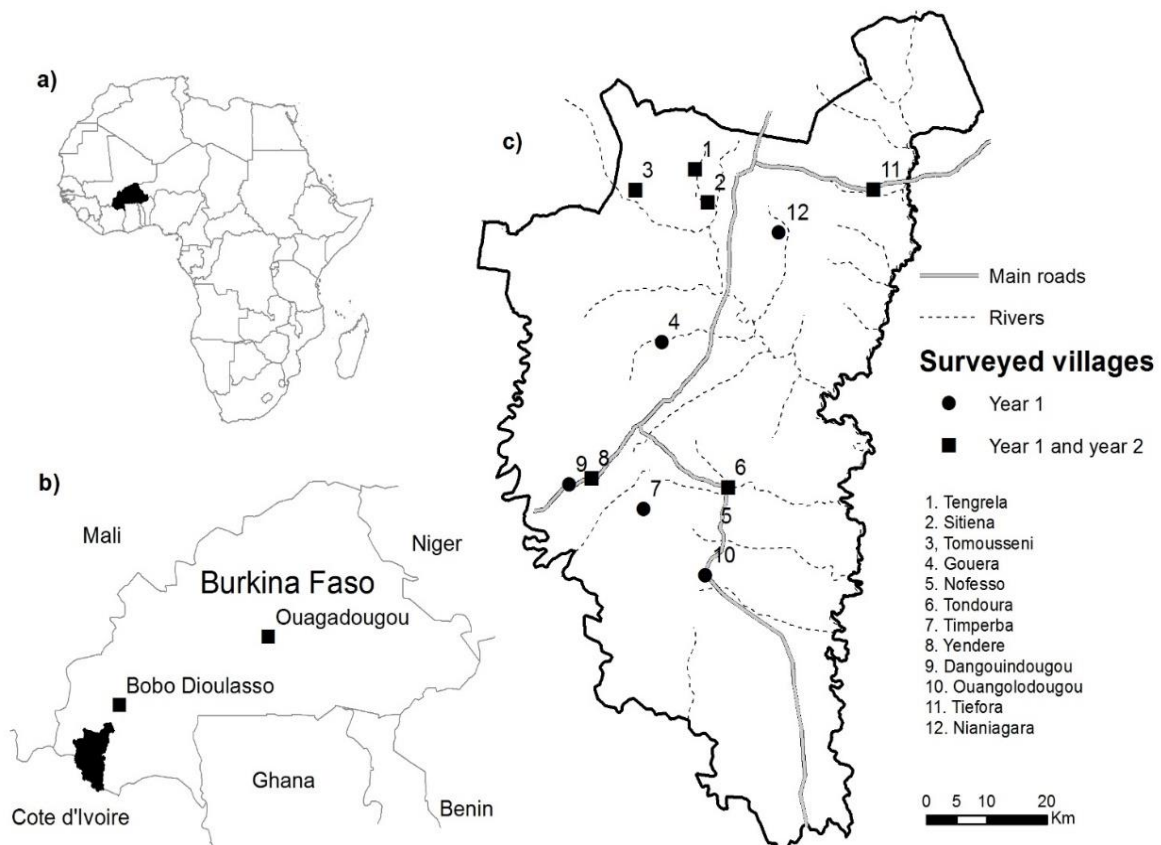 a)
b)
Mali
Niger
Burkina Faso
Ouagadougou
Bobo Dioulasso
Ghana
Cote d'Ivoire
Benin
c)
1
3
2
11
12
4
9
8
6
7
5
10
Main roads
Rivers
Surveyed villages
Year 1
Year 1 and year 2
1. Tengrela
2. Sitiena
3, Tomousseni
4. Gouera
5. Nofesso
6. Tondoura
7. Timperba
8. Yendere
9. Dangouindougou
10. Ouangolodougou
11. Tiefora
12. Nianiagara
0 5 10 20
Km